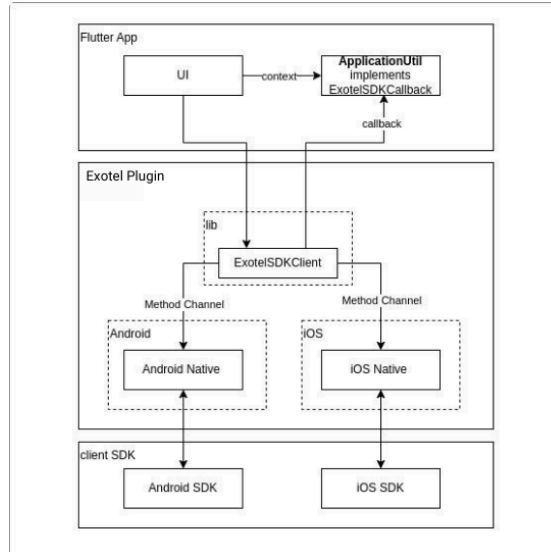 Flutter App
UI
context
ApplicationUtil
implements
ExotelSDKCallback
callback
Exotel Plugin
lib
ExotelSDKClient
Method Channel
Method Channel
Android
iOS
Android Native
iOS Native
client SDK
Android SDK
iOS SDK